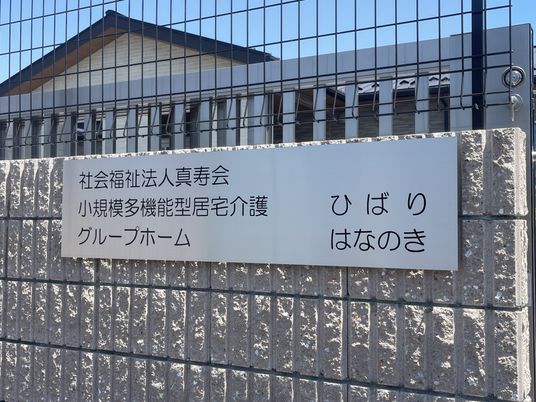 社会福祉法人真寿会
小規模多機能型居宅介護 ひばり
グループホーム はなのき